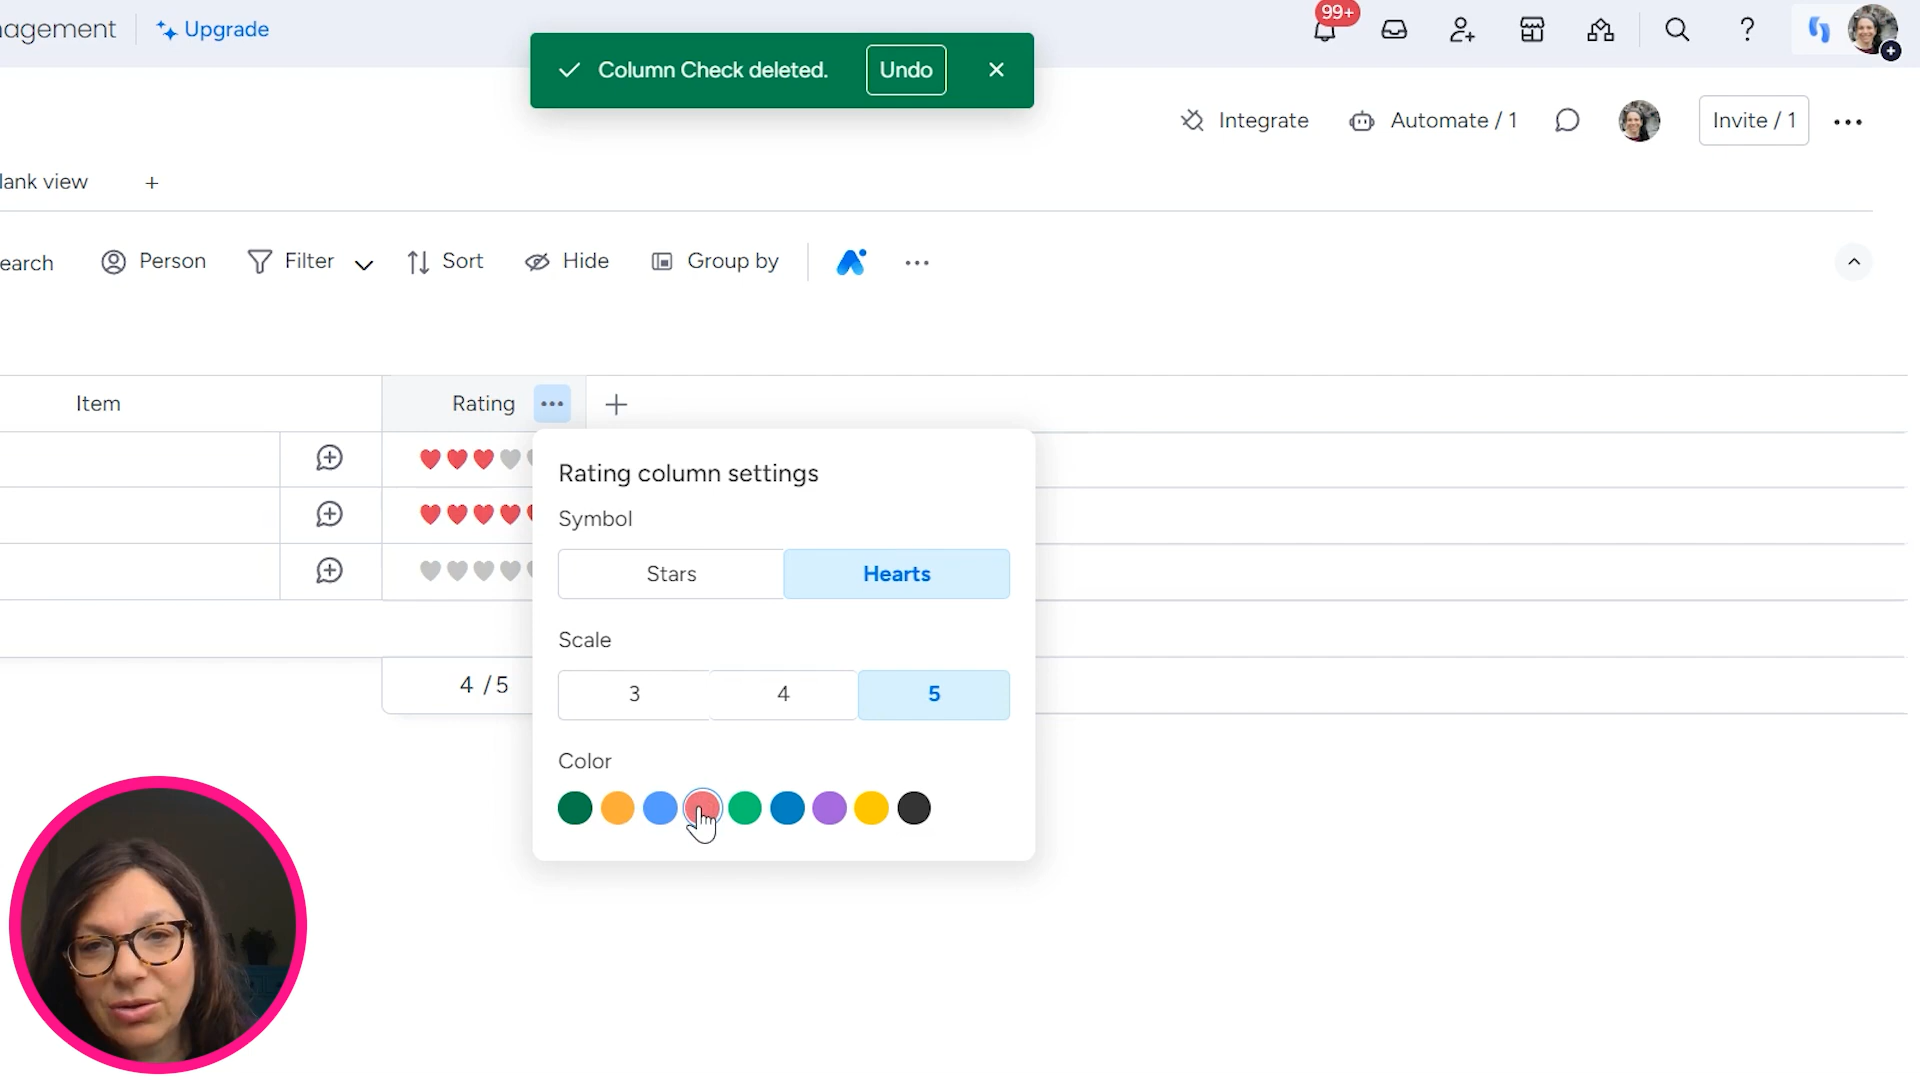 nagement
Upgrade
Column Check deleted.
Undo
99+
Integrate
Automate / 1
Invite / 1
lank view
+
earch
Person
Filter
Sort
Hide
Group by
Item
Rating
Rating column settings
Symbol
Stars
Hearts
Scale
3
4
5
4 / 5
Color